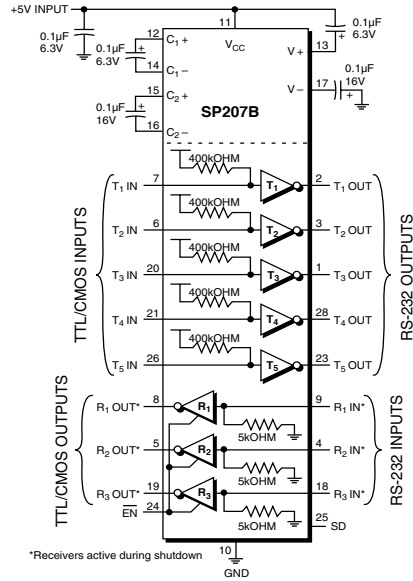 +5V INPUT
11
0.1µF
6.3V
12
C1+
VCC
0.1µF
6.3V
0.1µF
6.3V
V+
13
14
C1−
15
C2+
V−
17
0.1µF
16V
0.1µF
16V
SP207B
16
C2−
400kOHM
T1 IN 7 T1 2 T1 OUT
400kOHM
T2 IN 6 T2 3 T2 OUT
400kOHM
T3 IN 20 T3 1 T3 OUT
400kOHM
T4 IN 21 T4 28 T4 OUT
400kOHM
T5 IN 26 T5 23 T5 OUT
TTL/CMOS INPUTS
RS-232 OUTPUTS
R1 OUT* 8 R1 9 R1 IN*
5kOHM
R2 OUT* 5 R2 4 R2 IN*
5kOHM
R3 OUT* 19 R3 18 R3 IN*
5kOHM
TTL/CMOS OUTPUTS
RS-232 INPUTS
EN 24
25
SD
*Receivers active during shutdown
10
GND